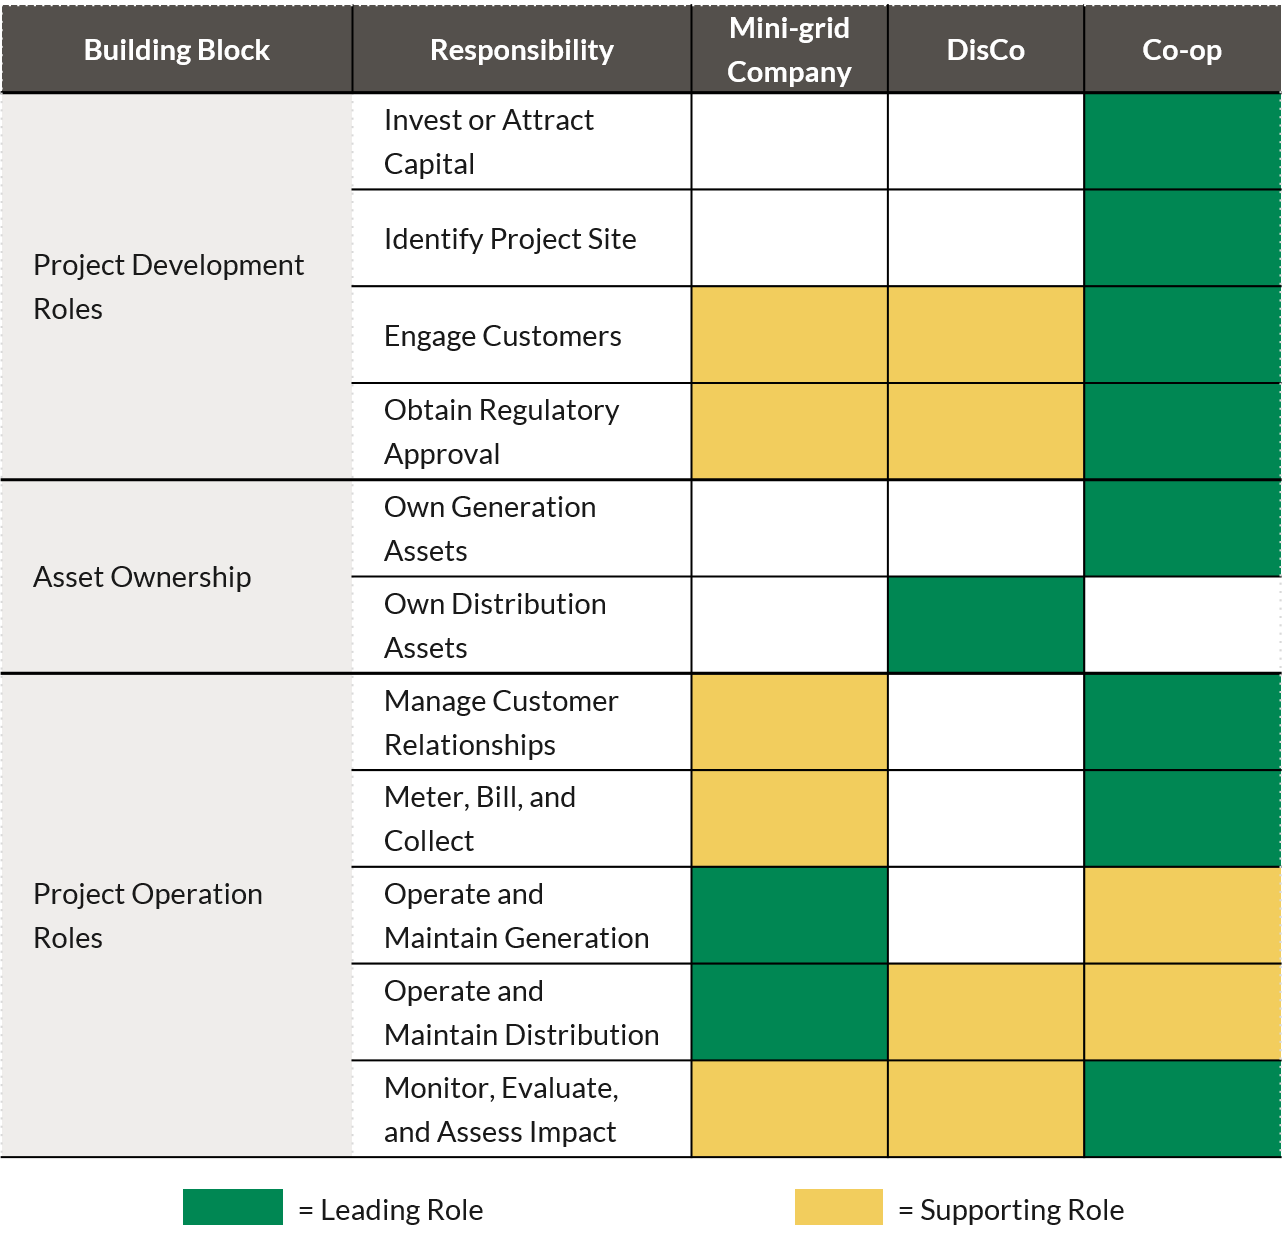 Building Block
Responsibility
Mini-grid
Company
DisCo
Co-op
Project Development
Roles
Invest or Attract
Capital
Identify Project Site
Engage Customers
Obtain Regulatory
Approval
Asset Ownership
Own Generation
Assets
Own Distribution
Assets
Project Operation
Roles
Manage Customer
Relationships
Meter, Bill, and
Collect
Operate and
Maintain Generation
Operate and
Maintain Distribution
Monitor, Evaluate,
and Assess Impact
= Leading Role
= Supporting Role